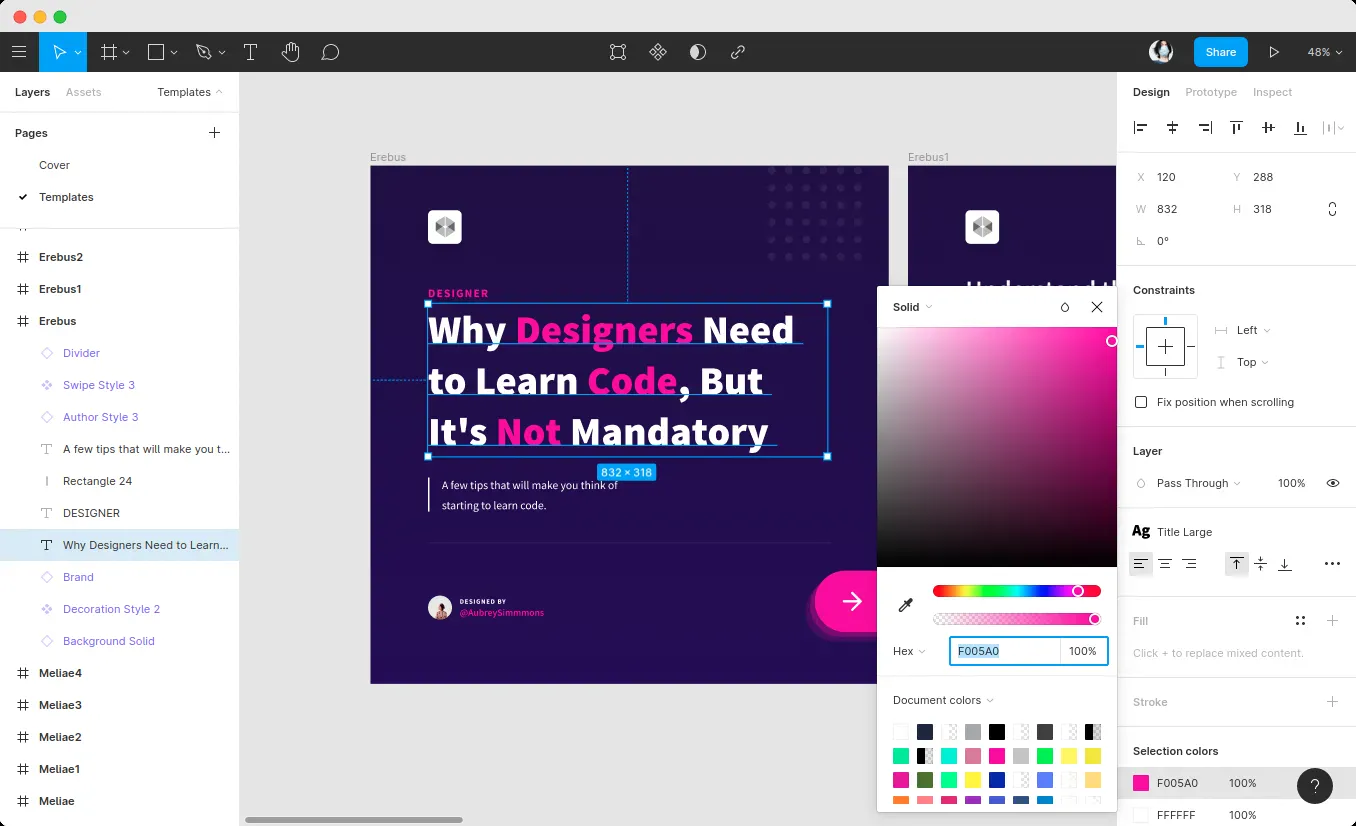 Share
48%
Layers
Assets
Templates
Pages
Cover
Templates
Erebus2
Erebus1
Erebus
Divider
Swipe Style 3
Author Style 3
A few tips that will make you t...
Rectangle 24
DESIGNER
Why Designers Need to Learn...
Brand
Decoration Style 2
Background Solid
Meliae4
Meliae3
Meliae2
Meliae1
Meliae
Erebus
DESIGNER
Why Designers Need
to Learn Code, But
It's Not Mandatory
832 × 318
A few tips that will make you think of
starting to learn code.
DESIGNED BY
@AubreySimmmons
Erebus1
Solid
Hex
F005A0
100%
Document colors
Design
Prototype
Inspect
X 120
Y 288
W 832
H 318
0°
Constraints
Left
Top
Fix position when scrolling
Layer
Pass Through
100%
Ag Title Large
Fill
Click + to replace mixed content.
Stroke
Selection colors
F005A0 100%
?
FFFFFF 100%